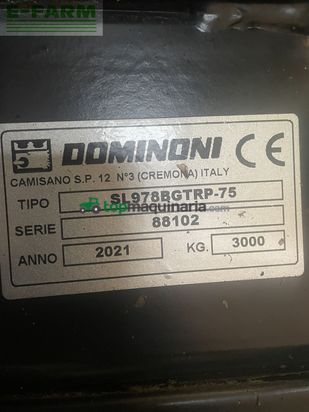 E-FARM
DOMINONI CE
CAMISANO S.P. 12 N°3 (CREMONA) ITALY
TIPO SL978BGTRP-75
topmaquinaria.com
SERIE 88102
ANNO 2021 KG. 3000